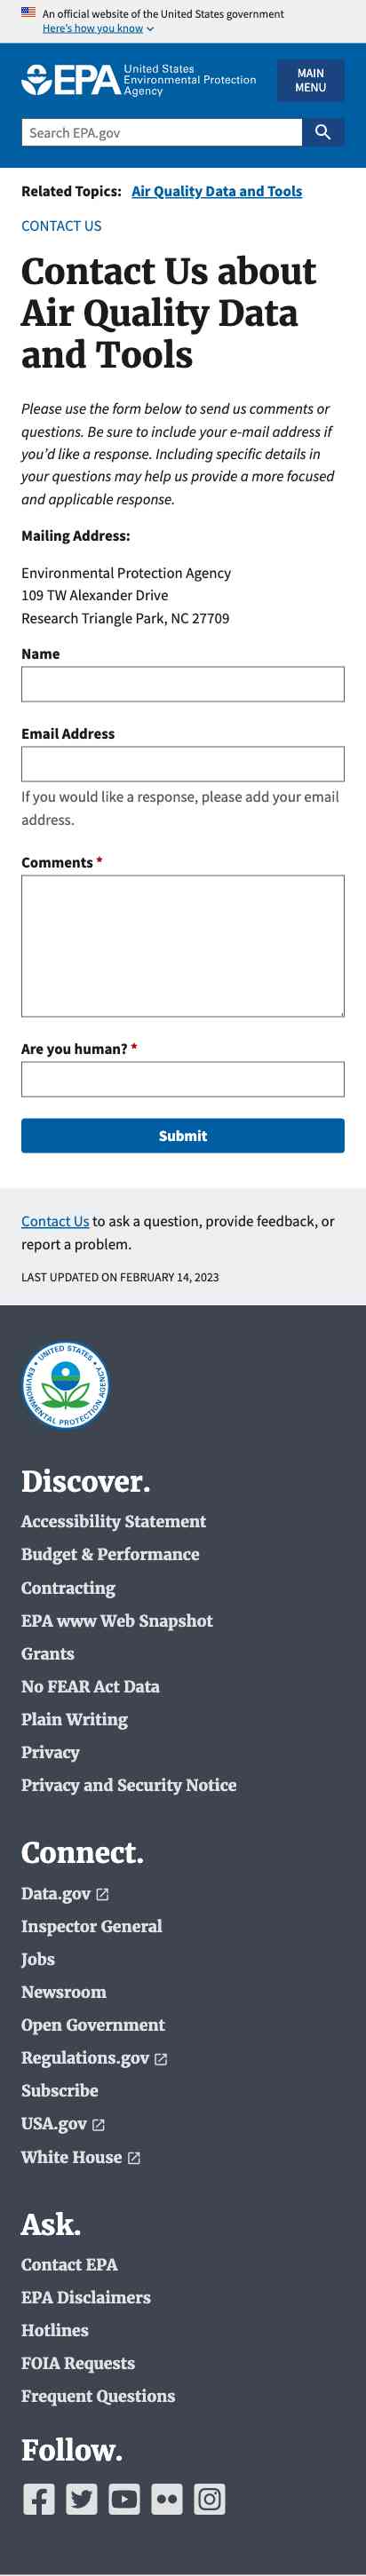 An official website of the United States government
Here's how you know
EPA United States
Environmental Protection
Agency
MAIN
MENU
Search EPA.gov
Related Topics: Air Quality Data and Tools
CONTACT US
Contact Us about
Air Quality Data
and Tools
Please use the form below to send us comments or
questions. Be sure to include your e-mail address if
you'd like a response. Including specific details in
your questions may help us provide a more focused
and applicable response.
Mailing Address:
Environmental Protection Agency
109 TW Alexander Drive
Research Triangle Park, NC 27709
Name
Email Address
If you would like a response, please add your email
address.
Comments *
Are you human? *
Submit
Contact Us to ask a question, provide feedback, or
report a problem.
LAST UPDATED ON FEBRUARY 14, 2023
UNITED STATES
ENVIRONMENTAL PROTECTION AGENCY
Discover.
Accessibility Statement
Budget & Performance
Contracting
EPA www Web Snapshot
Grants
No FEAR Act Data
Plain Writing
Privacy
Privacy and Security Notice
Connect.
Data.gov
Inspector General
Jobs
Newsroom
Open Government
Regulations.gov
Subscribe
USA.gov
White House
Ask.
Contact EPA
EPA Disclaimers
Hotlines
FOIA Requests
Frequent Questions
Follow.